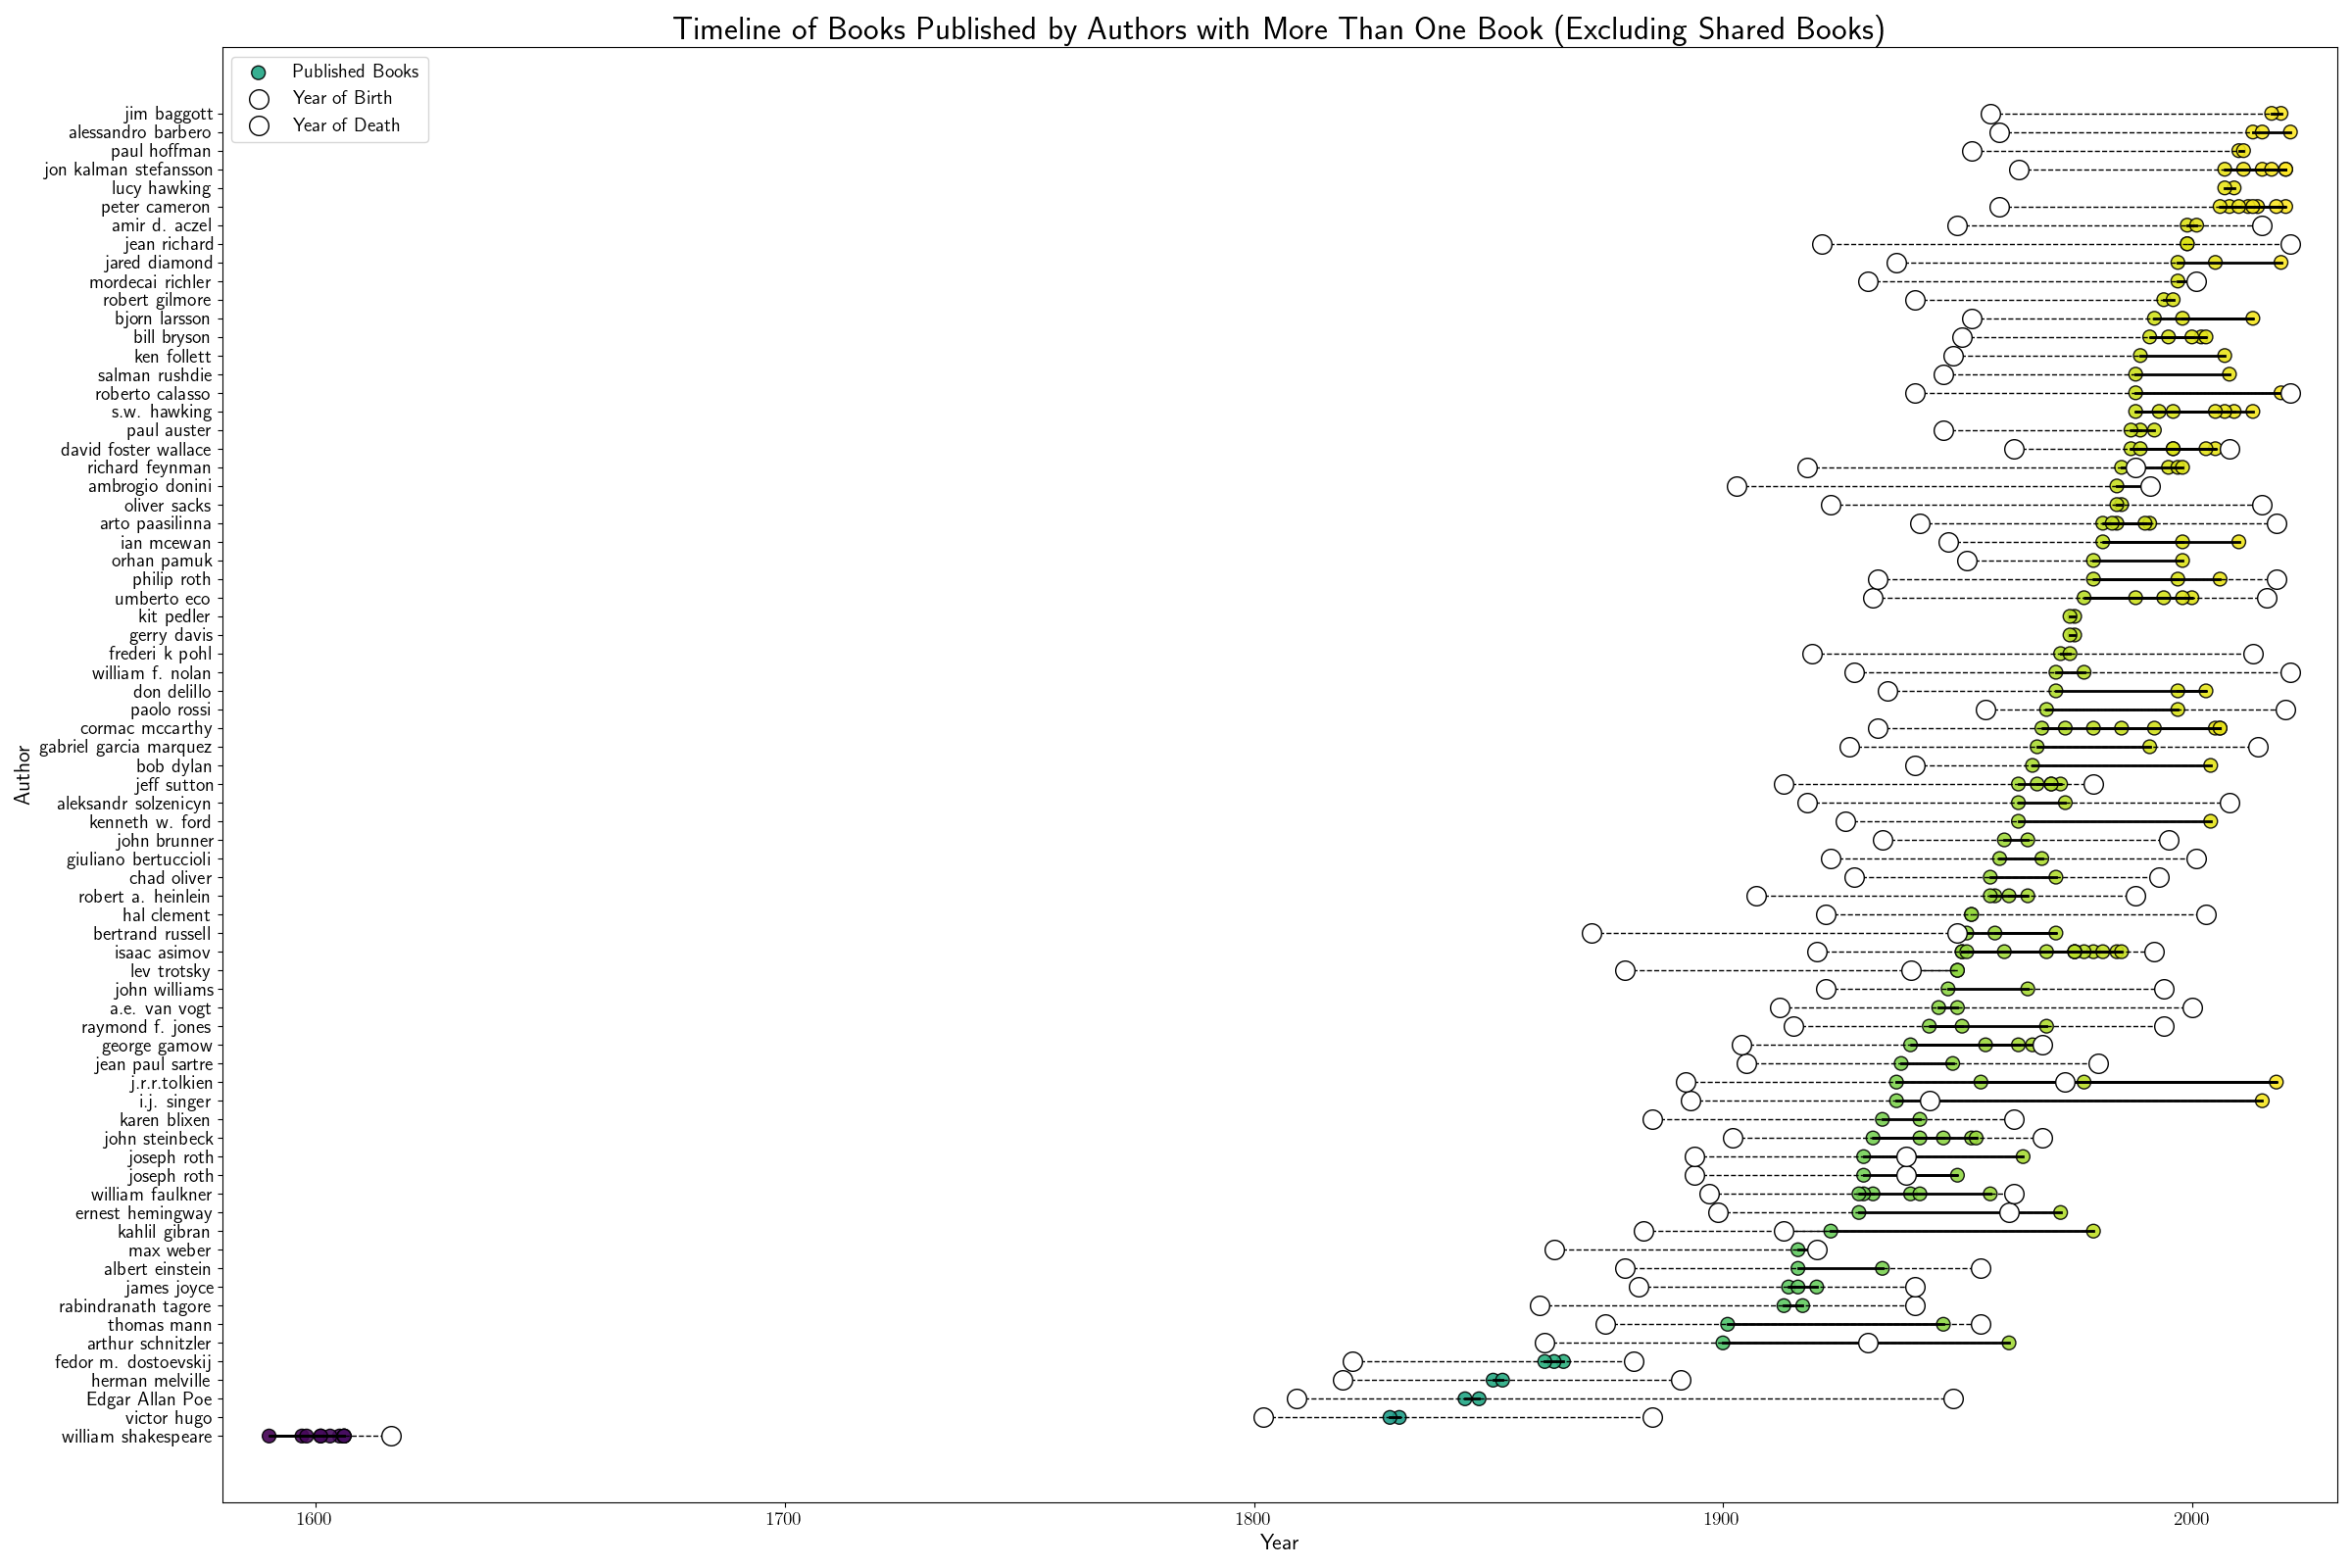 Timeline of Books Published by Authors with More Than One Book (Excluding Shared Books)
Published Books
Year of Birth
Year of Death
jim baggott
alessandro barbero
paul hoffman
jon kalman stefansson
lucy hawking
peter cameron
amir d. aczel
jean richard
jared diamond
mordecai richler
robert gilmore
bjorn larsson
bill bryson
ken follett
salman rushdie
roberto calasso
s.w. hawking
paul auster
david foster wallace
richard feynman
ambrogio donini
oliver sacks
arto paasilinna
ian mcewan
orhan pamuk
philip roth
umberto eco
kit pedler
gerry davis
frederi k pohl
william f. nolan
don delillo
paolo rossi
cormac mccarthy
gabriel garcia marquez
bob dylan
jeff sutton
aleksandr solzenicyn
kenneth w. ford
john brunner
giuliano bertuccioli
chad oliver
robert a. heinlein
hal clement
bertrand russell
isaac asimov
lev trotsky
john williams
a.e. van vogt
raymond f. jones
george gamow
jean paul sartre
j.r.r.tolkien
i.j. singer
karen blixen
john steinbeck
joseph roth
joseph roth
william faulkner
ernest hemingway
kahlil gibran
max weber
albert einstein
james joyce
rabindranath tagore
thomas mann
arthur schnitzler
fedor m. dostoevskij
herman melville
Edgar Allan Poe
victor hugo
william shakespeare
Author
1600 1700 1800 1900 2000
Year